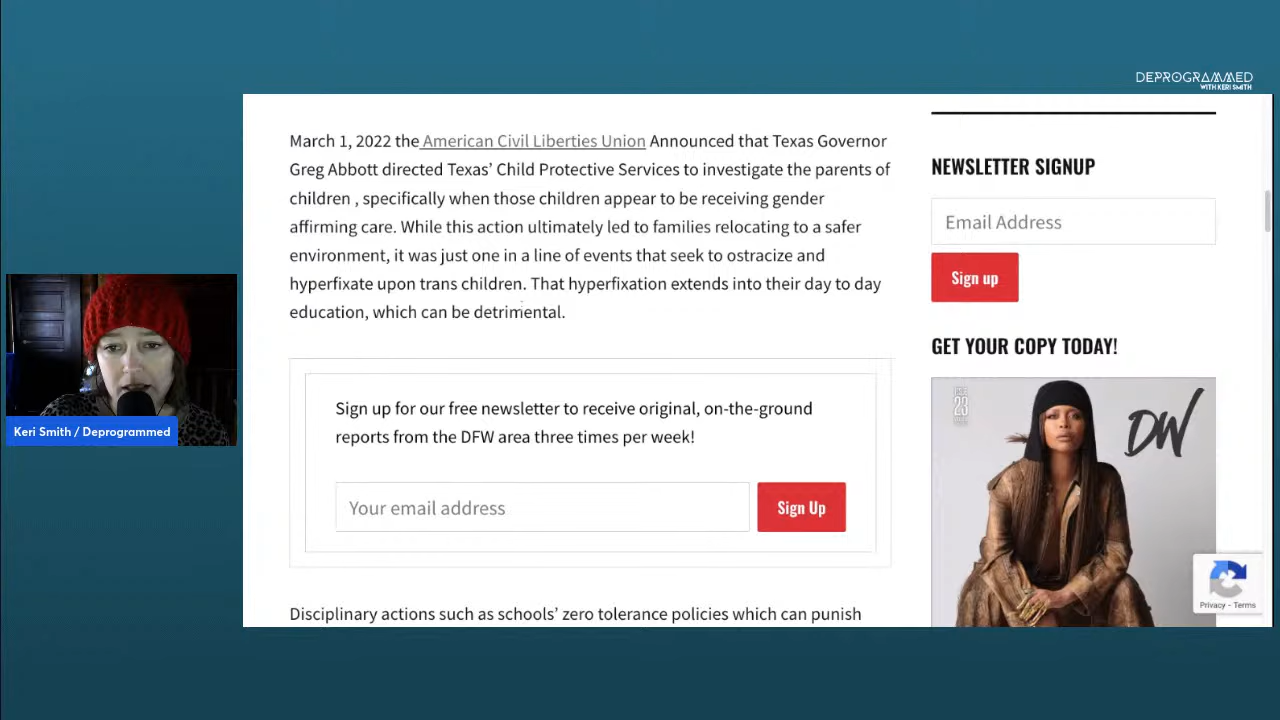 DEPROGRAMMED
WITH KERI SMITH
March 1, 2022 the American Civil Liberties Union Announced that Texas Governor
Greg Abbott directed Texas’ Child Protective Services to investigate the parents of
children , specifically when those children appear to be receiving gender
affirming care. While this action ultimately led to families relocating to a safer
environment, it was just one in a line of events that seek to ostracize and
hyperfixate upon trans children. That hyperfixation extends into their day to day
education, which can be detrimental.
Sign up for our free newsletter to receive original, on-the-ground
reports from the DFW area three times per week!
Your email address
Sign Up
Disciplinary actions such as schools’ zero tolerance policies which can punish
NEWSLETTER SIGNUP
Email Address
Sign up
GET YOUR COPY TODAY!
23
DW
Privacy - Terms
Keri Smith / Deprogrammed